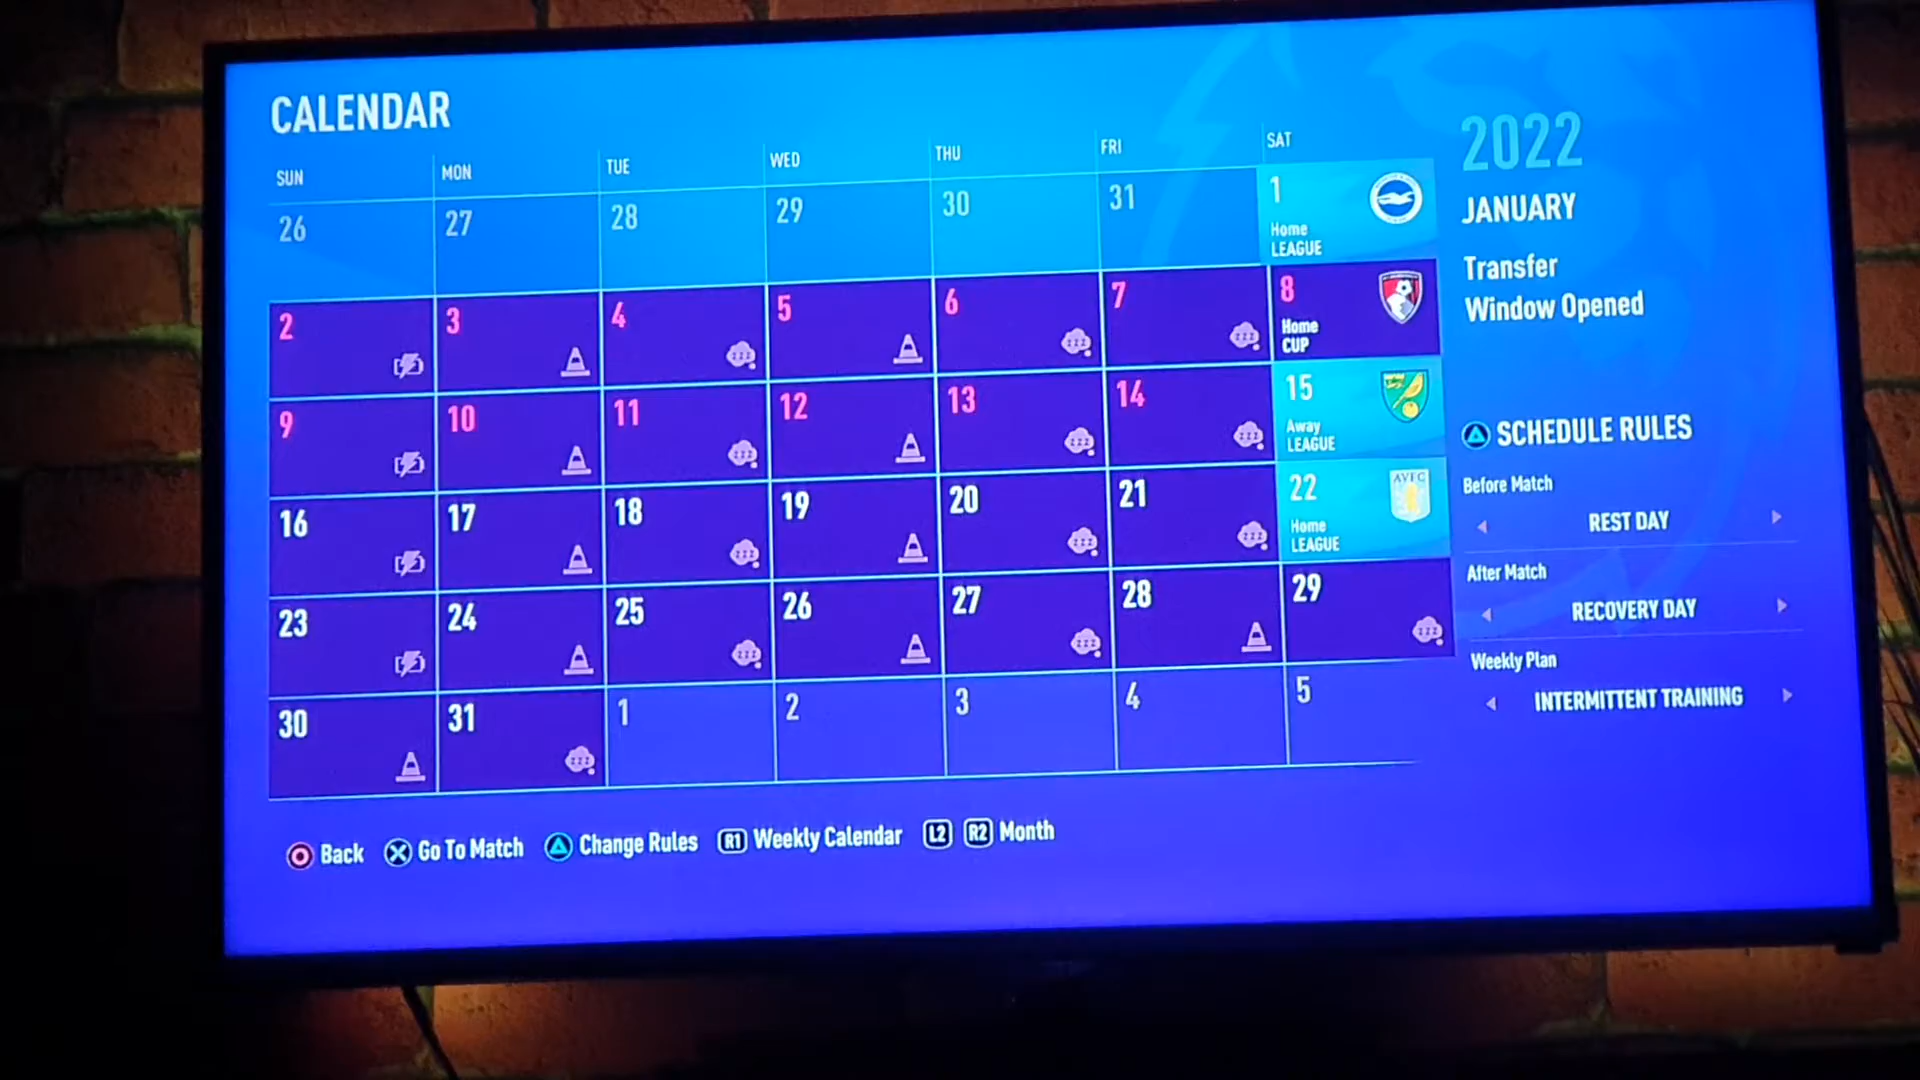 CALENDAR
SUN MON TUE WED THU FRI SAT
26 27 28 29 30 31 1
Home
LEAGUE
2 3 4 5 6 7 8
Home
CUP
9 10 11 12 13 14 15
Away
LEAGUE
16 17 18 19 20 21 22
AVFC
Home
LEAGUE
23 24 25 26 27 28 29
30 31 1 2 3 4 5
2022
JANUARY
Transfer
Window Opened
SCHEDULE RULES
Before Match
REST DAY
After Match
RECOVERY DAY
Weekly Plan
INTERMITTENT TRAINING
Back Go To Match Change Rules R1 Weekly Calendar L2 R2 Month